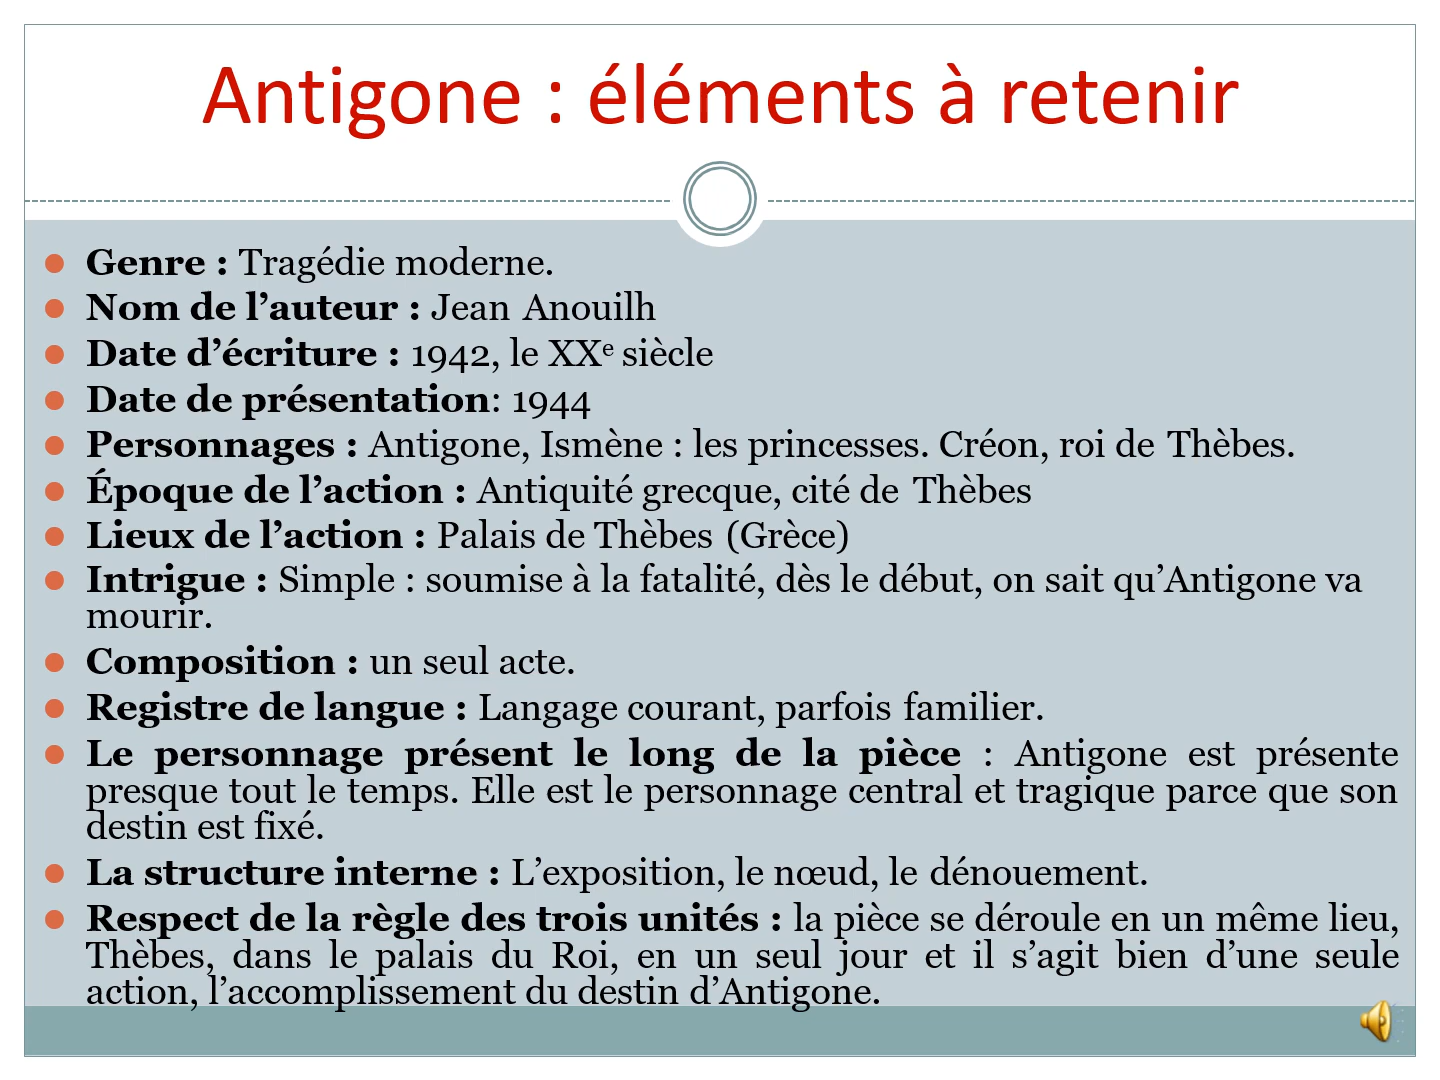 Antigone : éléments à retenir
Genre : Tragédie moderne.
Nom de l’auteur : Jean Anouilh
Date d’écriture : 1942, le XXe siècle
Date de présentation: 1944
Personnages : Antigone, Ismène : les princesses. Créon, roi de Thèbes.
Époque de l’action : Antiquité grecque, cité de Thèbes
Lieux de l’action : Palais de Thèbes (Grèce)
Intrigue : Simple : soumise à la fatalité, dès le début, on sait qu’Antigone va
mourir.
Composition : un seul acte.
Registre de langue : Langage courant, parfois familier.
Le personnage présent le long de la pièce : Antigone est présente
presque tout le temps. Elle est le personnage central et tragique parce que son
destin est fixé.
La structure interne : L’exposition, le nœud, le dénouement.
Respect de la règle des trois unités : la pièce se déroule en un même lieu,
Thèbes, dans le palais du Roi, en un seul jour et il s’agit bien d’une seule
action, l’accomplissement du destin d’Antigone.